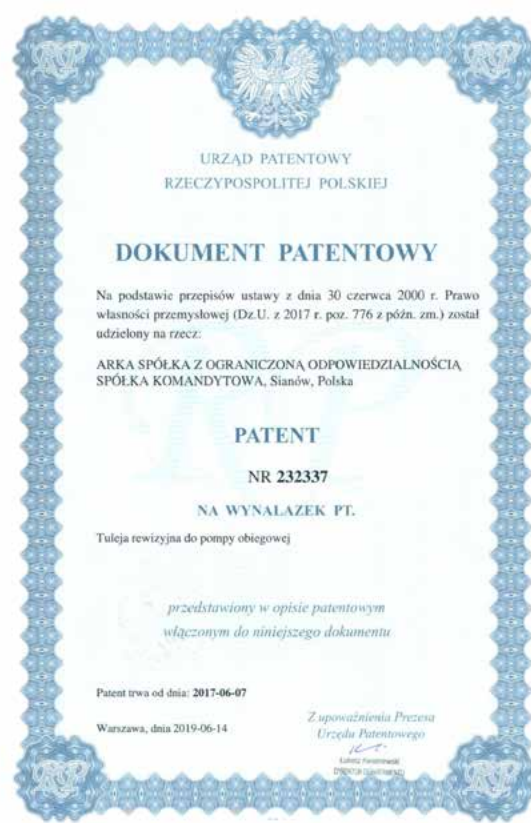 URZĄD PATENTOWY
RZECZYPOSPOLITEJ POLSKIEJ
DOKUMENT PATENTOWY
Na podstawie przepisów ustawy z dnia 30 czerwca 2000 r. Prawo
własności przemysłowej (Dz.U. z 2017 r. poz. 776 z późn. zm.) został
udzielony na rzecz:
ARKA SPÓŁKA Z OGRANICZONĄ ODPOWIEDZIALNOŚCIĄ
SPÓŁKA KOMANDYTOWA, Sianów, Polska
PATENT
NR 232337
NA WYNALAZEK PT.
Tuleja rewizyjna do pompy obiegowej
przedstawiony w opisie patentowym
włączonym do niniejszego dokumentu
Patent trwa od dnia: 2017-06-07
Warszawa, dnia 2019-06-14
Z upoważnienia Prezesa
Urzędu Patentowego